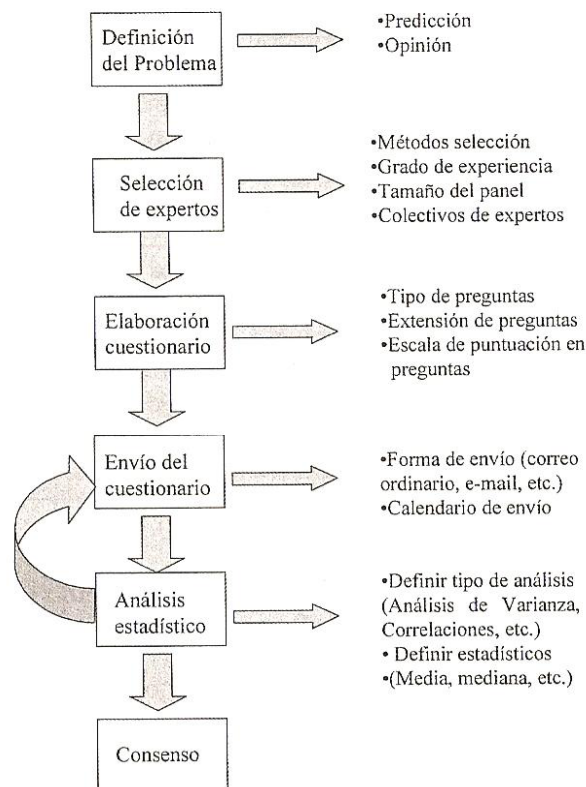 Definición
del Problema
•Predicción
•Opinión
Selección
de expertos
•Métodos selección
•Grado de experiencia
•Tamaño del panel
•Colectivos de expertos
Elaboración
cuestionario
•Tipo de preguntas
•Extensión de preguntas
•Escala de puntuación en
preguntas
Envío del
cuestionario
•Forma de envío (correo
ordinario, e-mail, etc.)
•Calendario de envío
Análisis
estadístico
•Definir tipo de análisis
(Análisis de Varianza,
Correlaciones, etc.)
• Definir estadísticos
•(Media, mediana, etc.)
Consenso